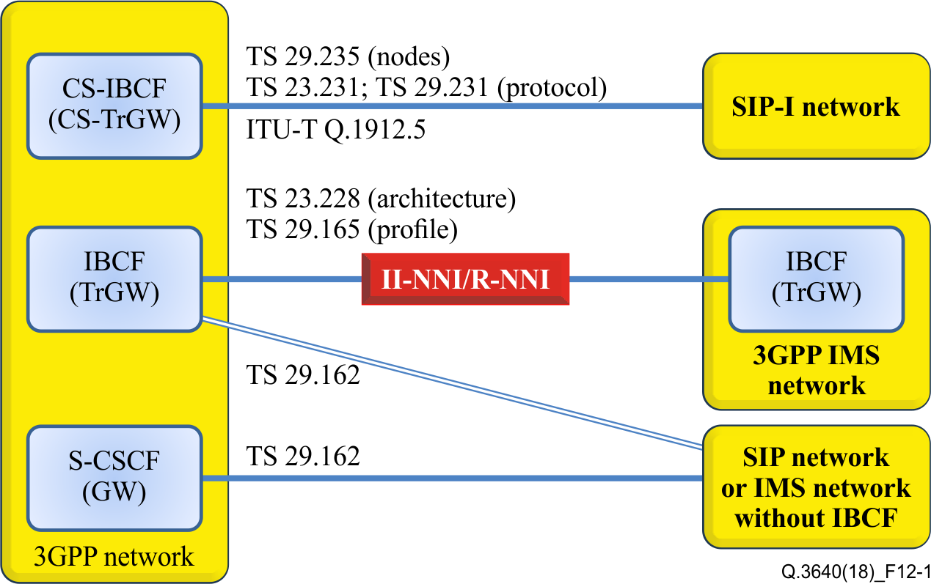 CS-IBCF
(CS-TrGW)
TS 29.235 (nodes)
TS 23.231; TS 29.231 (protocol)
ITU-T Q.1912.5
SIP-I network
TS 23.228 (architecture)
TS 29.165 (profile)
IBCF
(TrGW)
II-NNI/R-NNI
IBCF
(TrGW)
3GPP IMS
network
TS 29.162
S-CSCF
(GW)
TS 29.162
SIP network
or IMS network
without IBCF
3GPP network
Q.3640(18)_F12-1